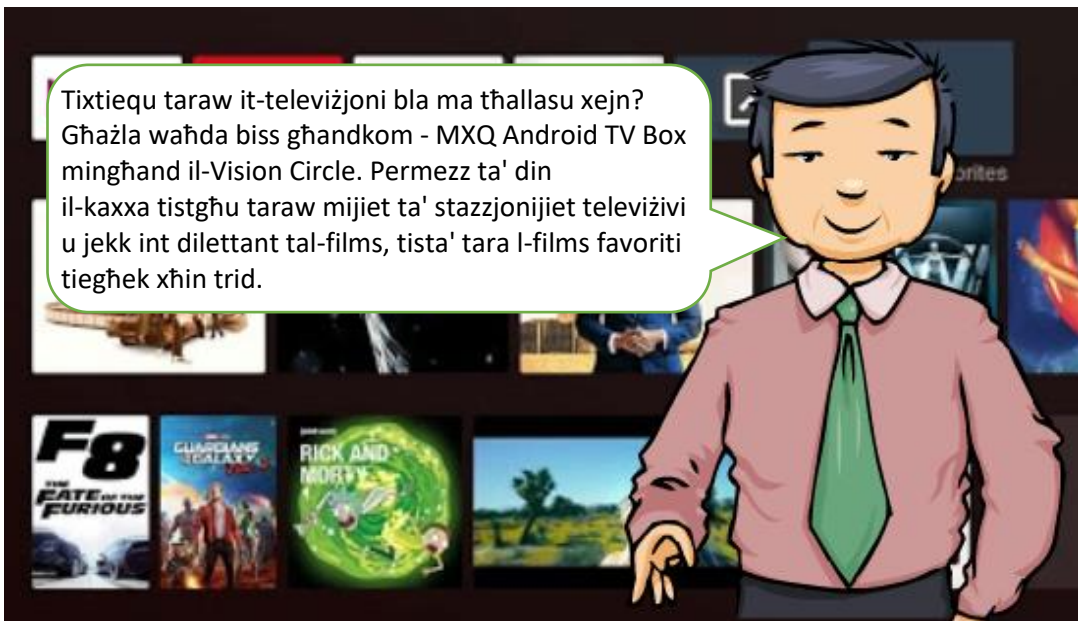 Tixtiequ taraw it-televiżjoni bla ma tħallasu xejn?
Għażla waħda biss għandkom - MXQ Android TV Box
mingħand il-Vision Circle. Permezz ta' din
il-kaxxa tistgħu taraw mijiet ta' stazzjonijiet televiżivi
u jekk int dilettant tal-films, tista' tara l-films favoriti
tiegħek xħin trid.
orites
F8
THE
FATE OF THE
FURIOUS
GUARDIANS
GALAXY
RICK AND
MORTY